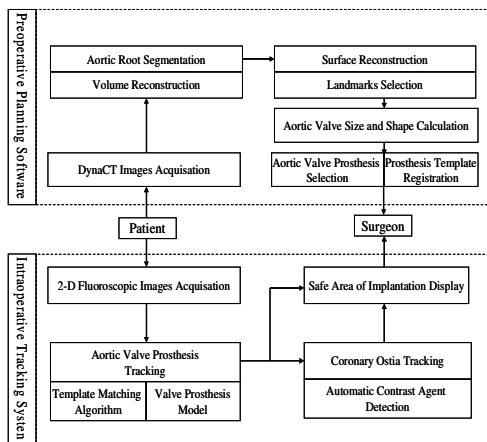 Preoperative Planning Software
Aortic Root Segmentation
Volume Reconstruction
Surface Reconstruction
Landmarks Selection
Aortic Valve Size and Shape Calculation
DynaCT Images Acquisation
Aortic Valve Prosthesis
Selection
Prosthesis Template
Registration
Patient
Surgeon
Intraoperative Tracking System
2-D Fluoroscopic Images Acquisation
Safe Area of Implantation Display
Aortic Valve Prosthesis
Tracking
Template Matching
Algorithm
Valve Prosthesis
Model
Coronary Ostia Tracking
Automatic Contrast Agent
Detection